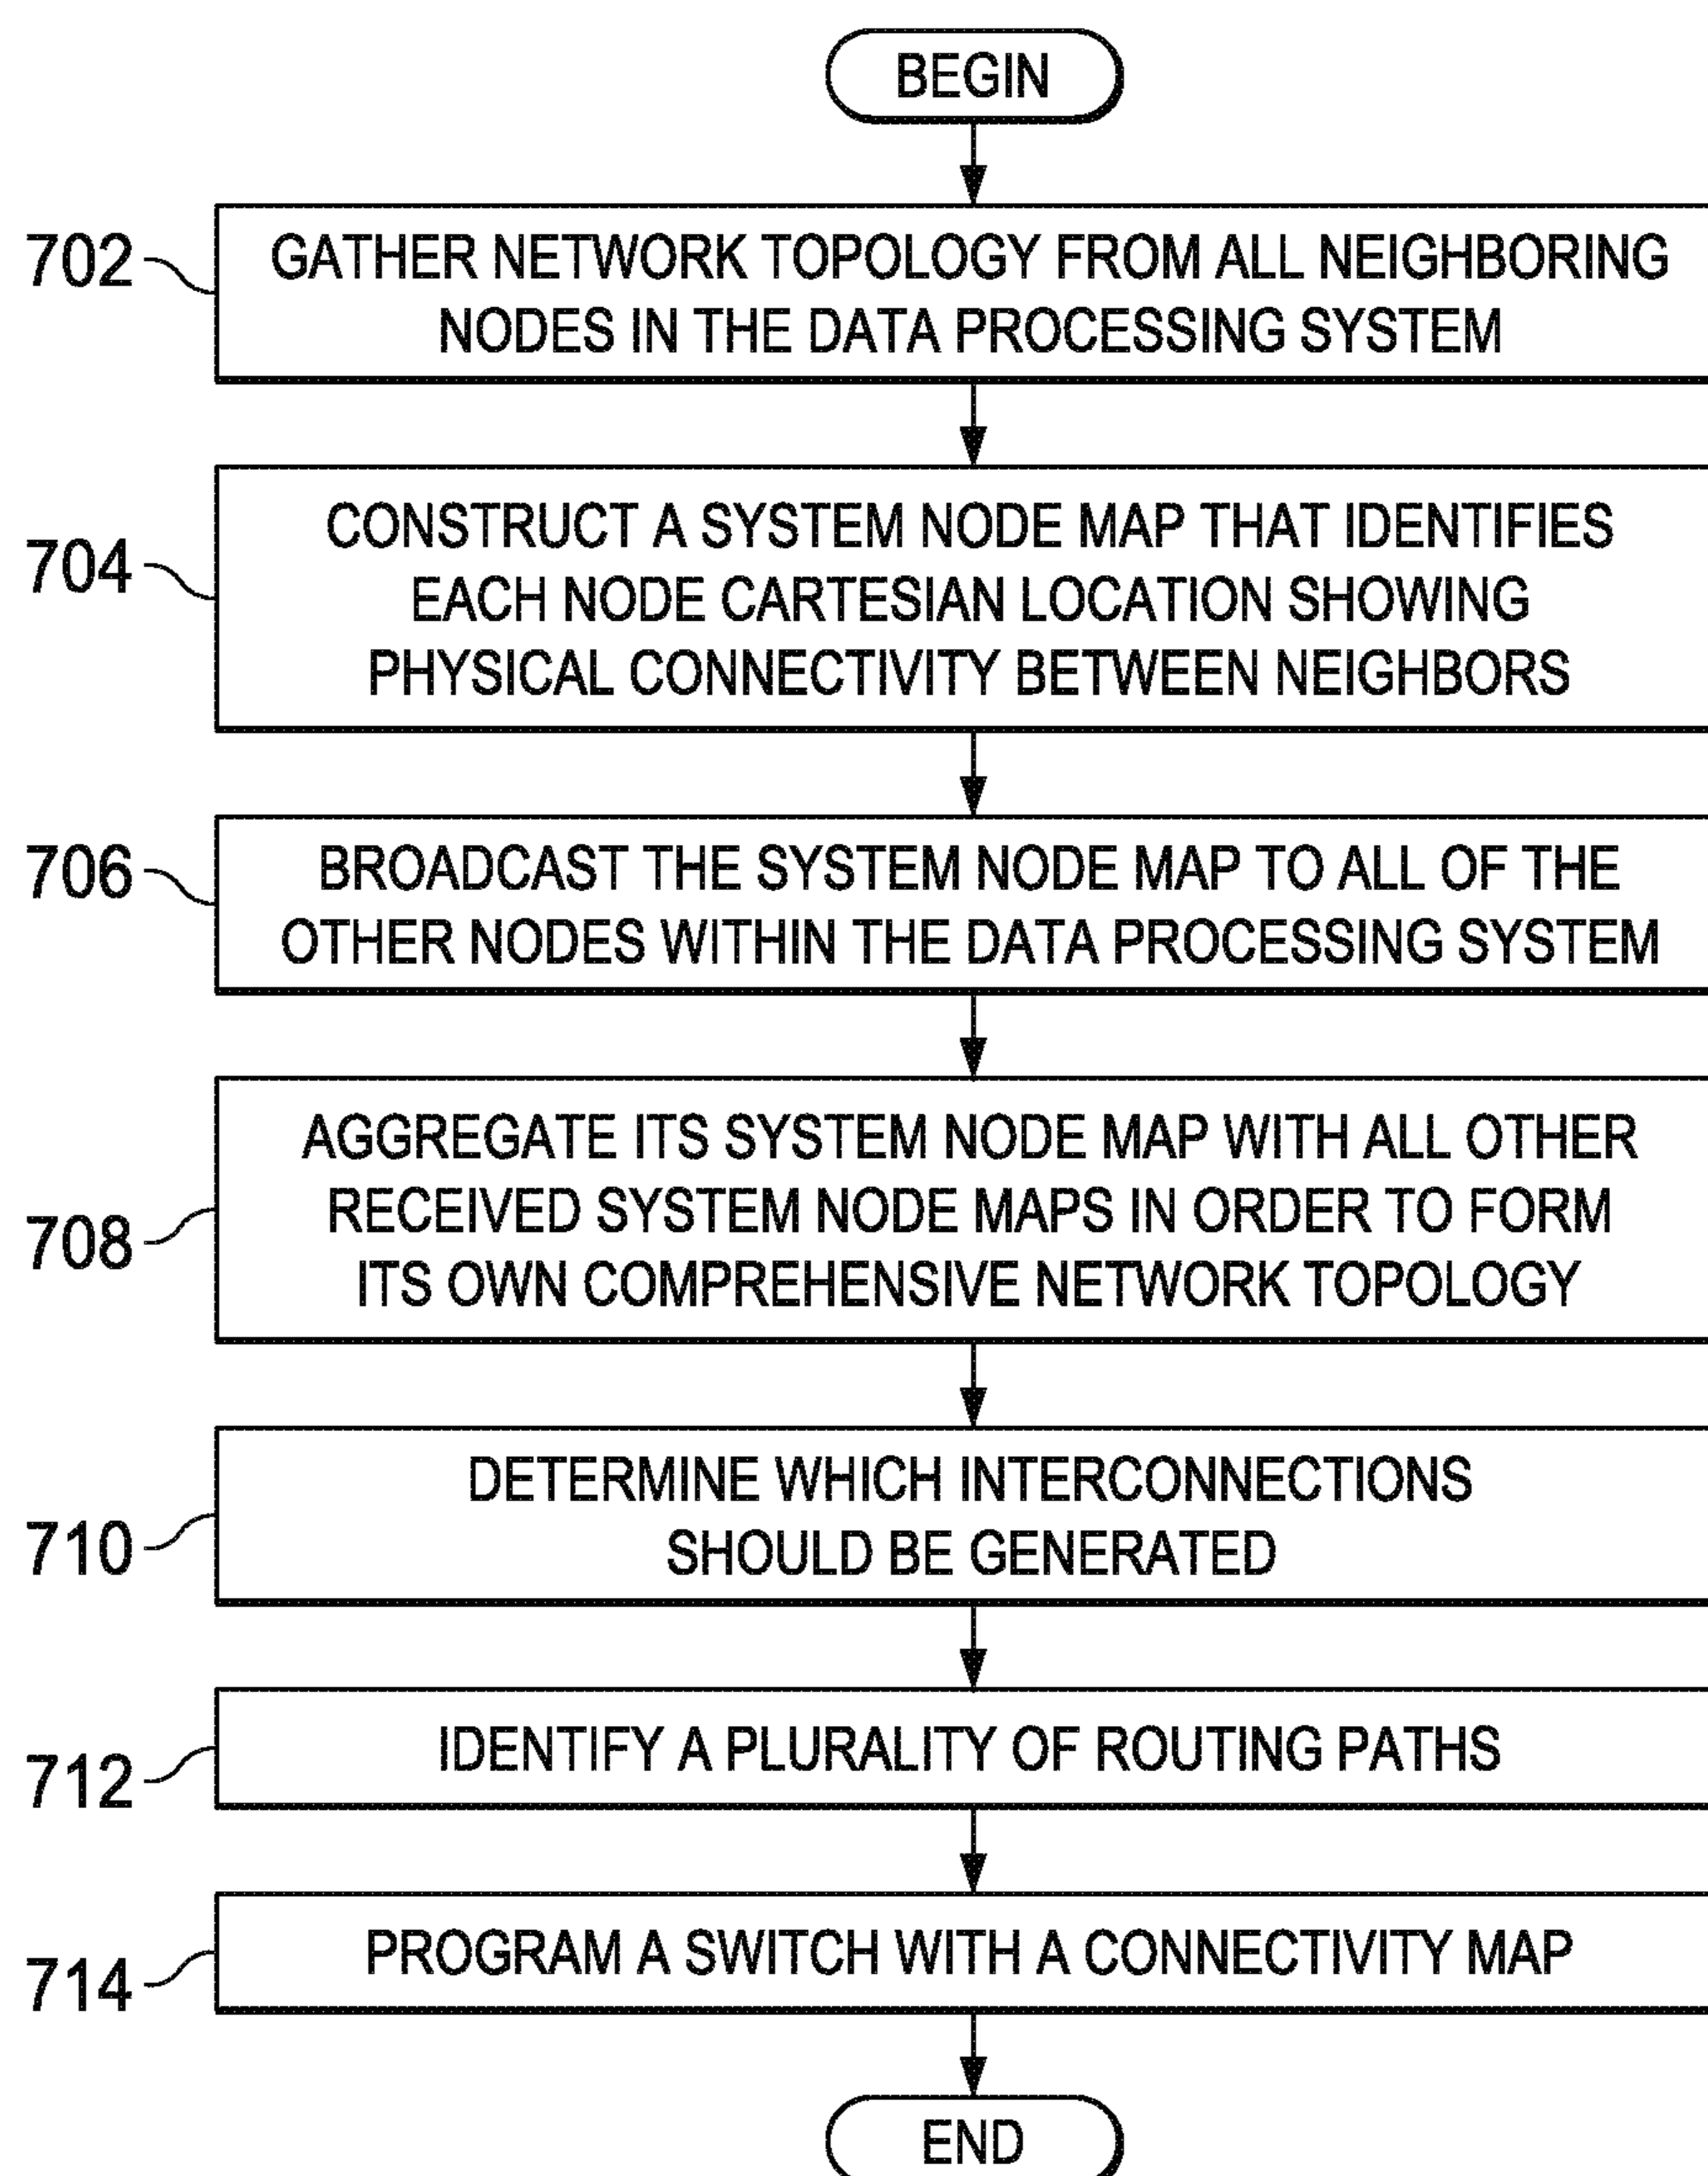 BEGIN
702
GATHER NETWORK TOPOLOGY FROM ALL NEIGHBORING
NODES IN THE DATA PROCESSING SYSTEM
704
CONSTRUCT A SYSTEM NODE MAP THAT IDENTIFIES
EACH NODE CARTESIAN LOCATION SHOWING
PHYSICAL CONNECTIVITY BETWEEN NEIGHBORS
706
BROADCAST THE SYSTEM NODE MAP TO ALL OF THE
OTHER NODES WITHIN THE DATA PROCESSING SYSTEM
708
AGGREGATE ITS SYSTEM NODE MAP WITH ALL OTHER
RECEIVED SYSTEM NODE MAPS IN ORDER TO FORM
ITS OWN COMPREHENSIVE NETWORK TOPOLOGY
710
DETERMINE WHICH INTERCONNECTIONS
SHOULD BE GENERATED
712
IDENTIFY A PLURALITY OF ROUTING PATHS
714
PROGRAM A SWITCH WITH A CONNECTIVITY MAP
END